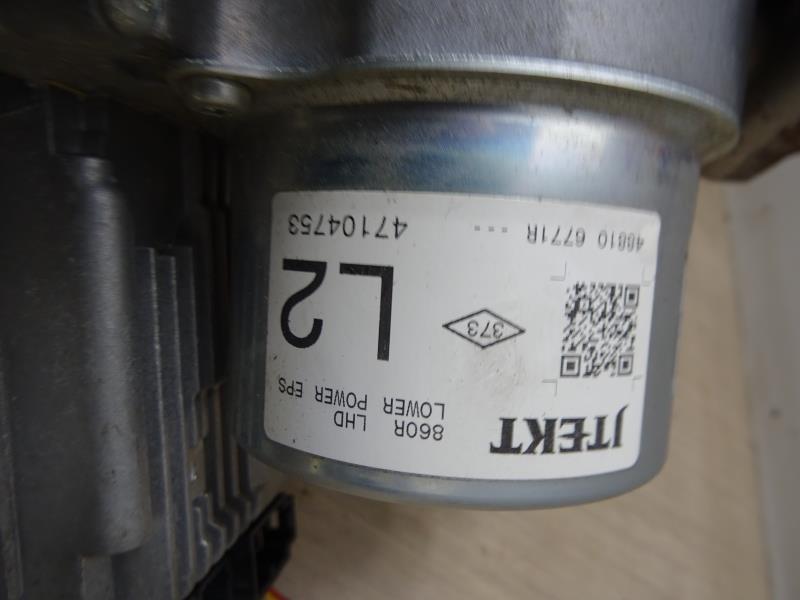 JTEKT
860R LHD
LOWER POWER EPS
373
L2
48810 6771R ---
47104753